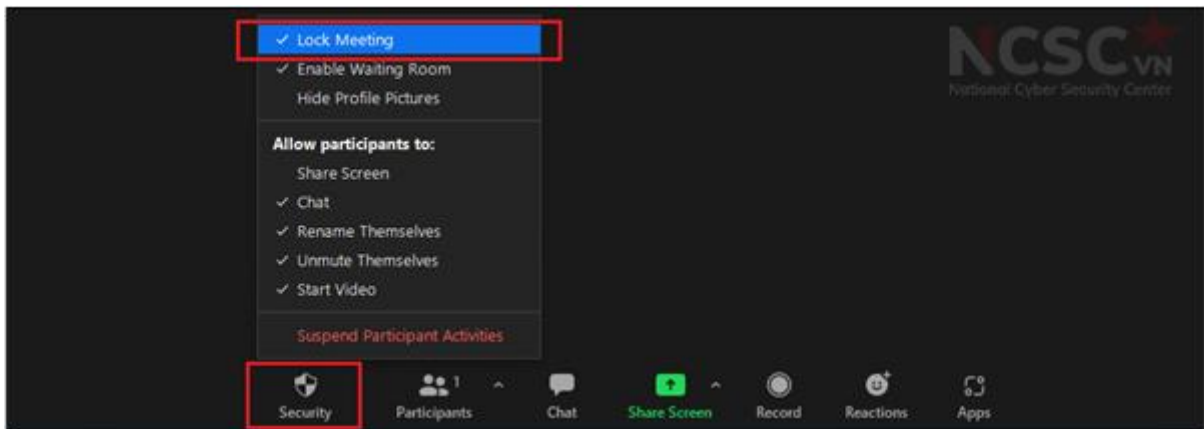 ✓ Lock Meeting
✓ Enable Waiting Room
Hide Profile Pictures
Allow participants to:
Share Screen
✓ Chat
✓ Rename Themselves
✓ Unmute Themselves
✓ Start Video
Suspend Participant Activities
NCSC.VN
National Cyber Security Center
1
Security Participants Chat Share Screen Record Reactions Apps